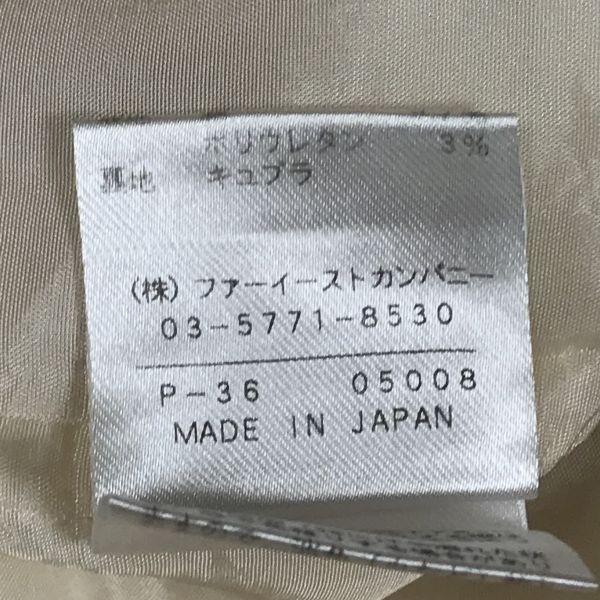 ポリウレタン 3%
裏地 キュプラ
(株)ファーイーストカンパニー
03-5771-8530
P-36 05008
MADE IN JAPAN